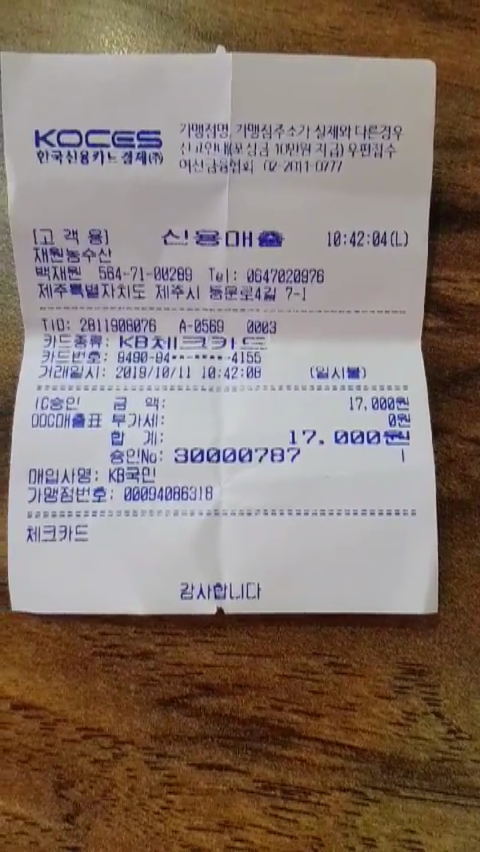 KOCES
한국신용카드결제(주)
가맹점명, 가맹점주소가 실제와 다른경우
신고안내(포상금 10만원 지급) 우편접수
여신금융협회 02-2011-0777
[고 객 용] 신용매출 10:42:04(L)
재원농수산
백재원 564-71-00289 Tel: 0647020976
제주특별자치도 제주시 동문로4길 7-1
TID: 2811908076 A-0569 0003
카드종류: KB체크카드
카드번호: 9490-94**-****-4155
거래일시: 2019/10/11 10:42:08 (일시불)
IC승인 금 액: 17,000원
DDC매출표 부가세: 0원
합 계: 17,000원
승인No: 30000787
매입사명: KB국민
가맹점번호: 00094086318
체크카드
감사합니다